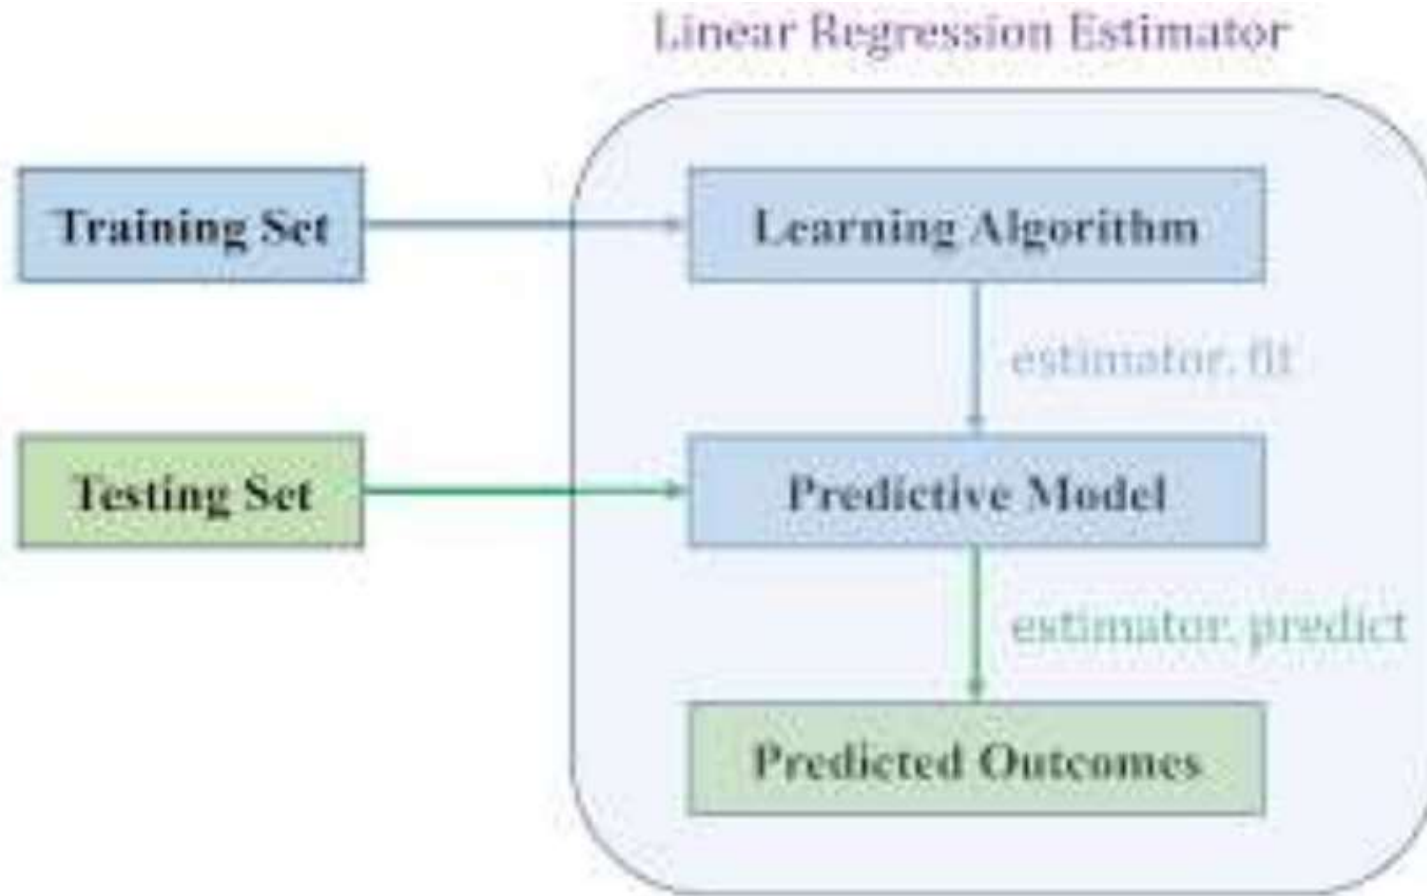 Linear Regression Estimator
Training Set
Learning Algorithm
estimator. fit
Testing Set
Predictive Model
estimator. predict
Predicted Outcomes